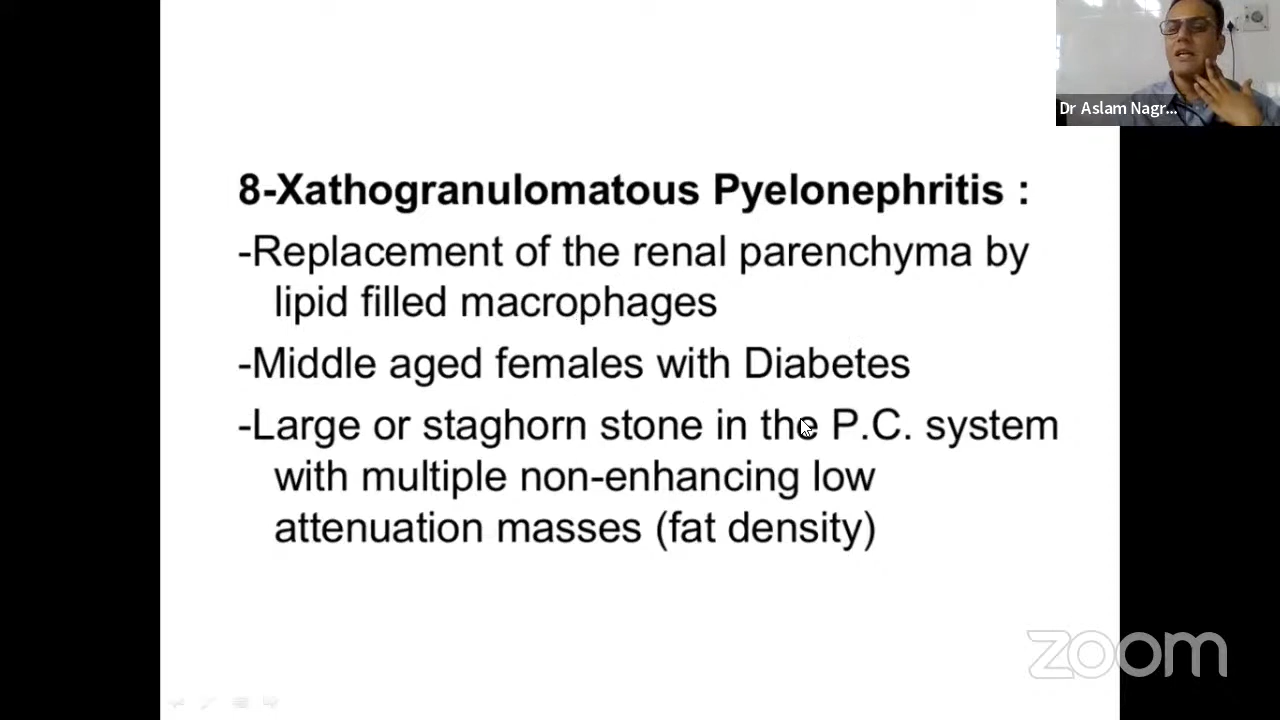 Dr Aslam Nagr...
8-Xathogranulomatous Pyelonephritis :
-Replacement of the renal parenchyma by
lipid filled macrophages
-Middle aged females with Diabetes
-Large or staghorn stone in the P.C. system
with multiple non-enhancing low
attenuation masses (fat density)
zoom